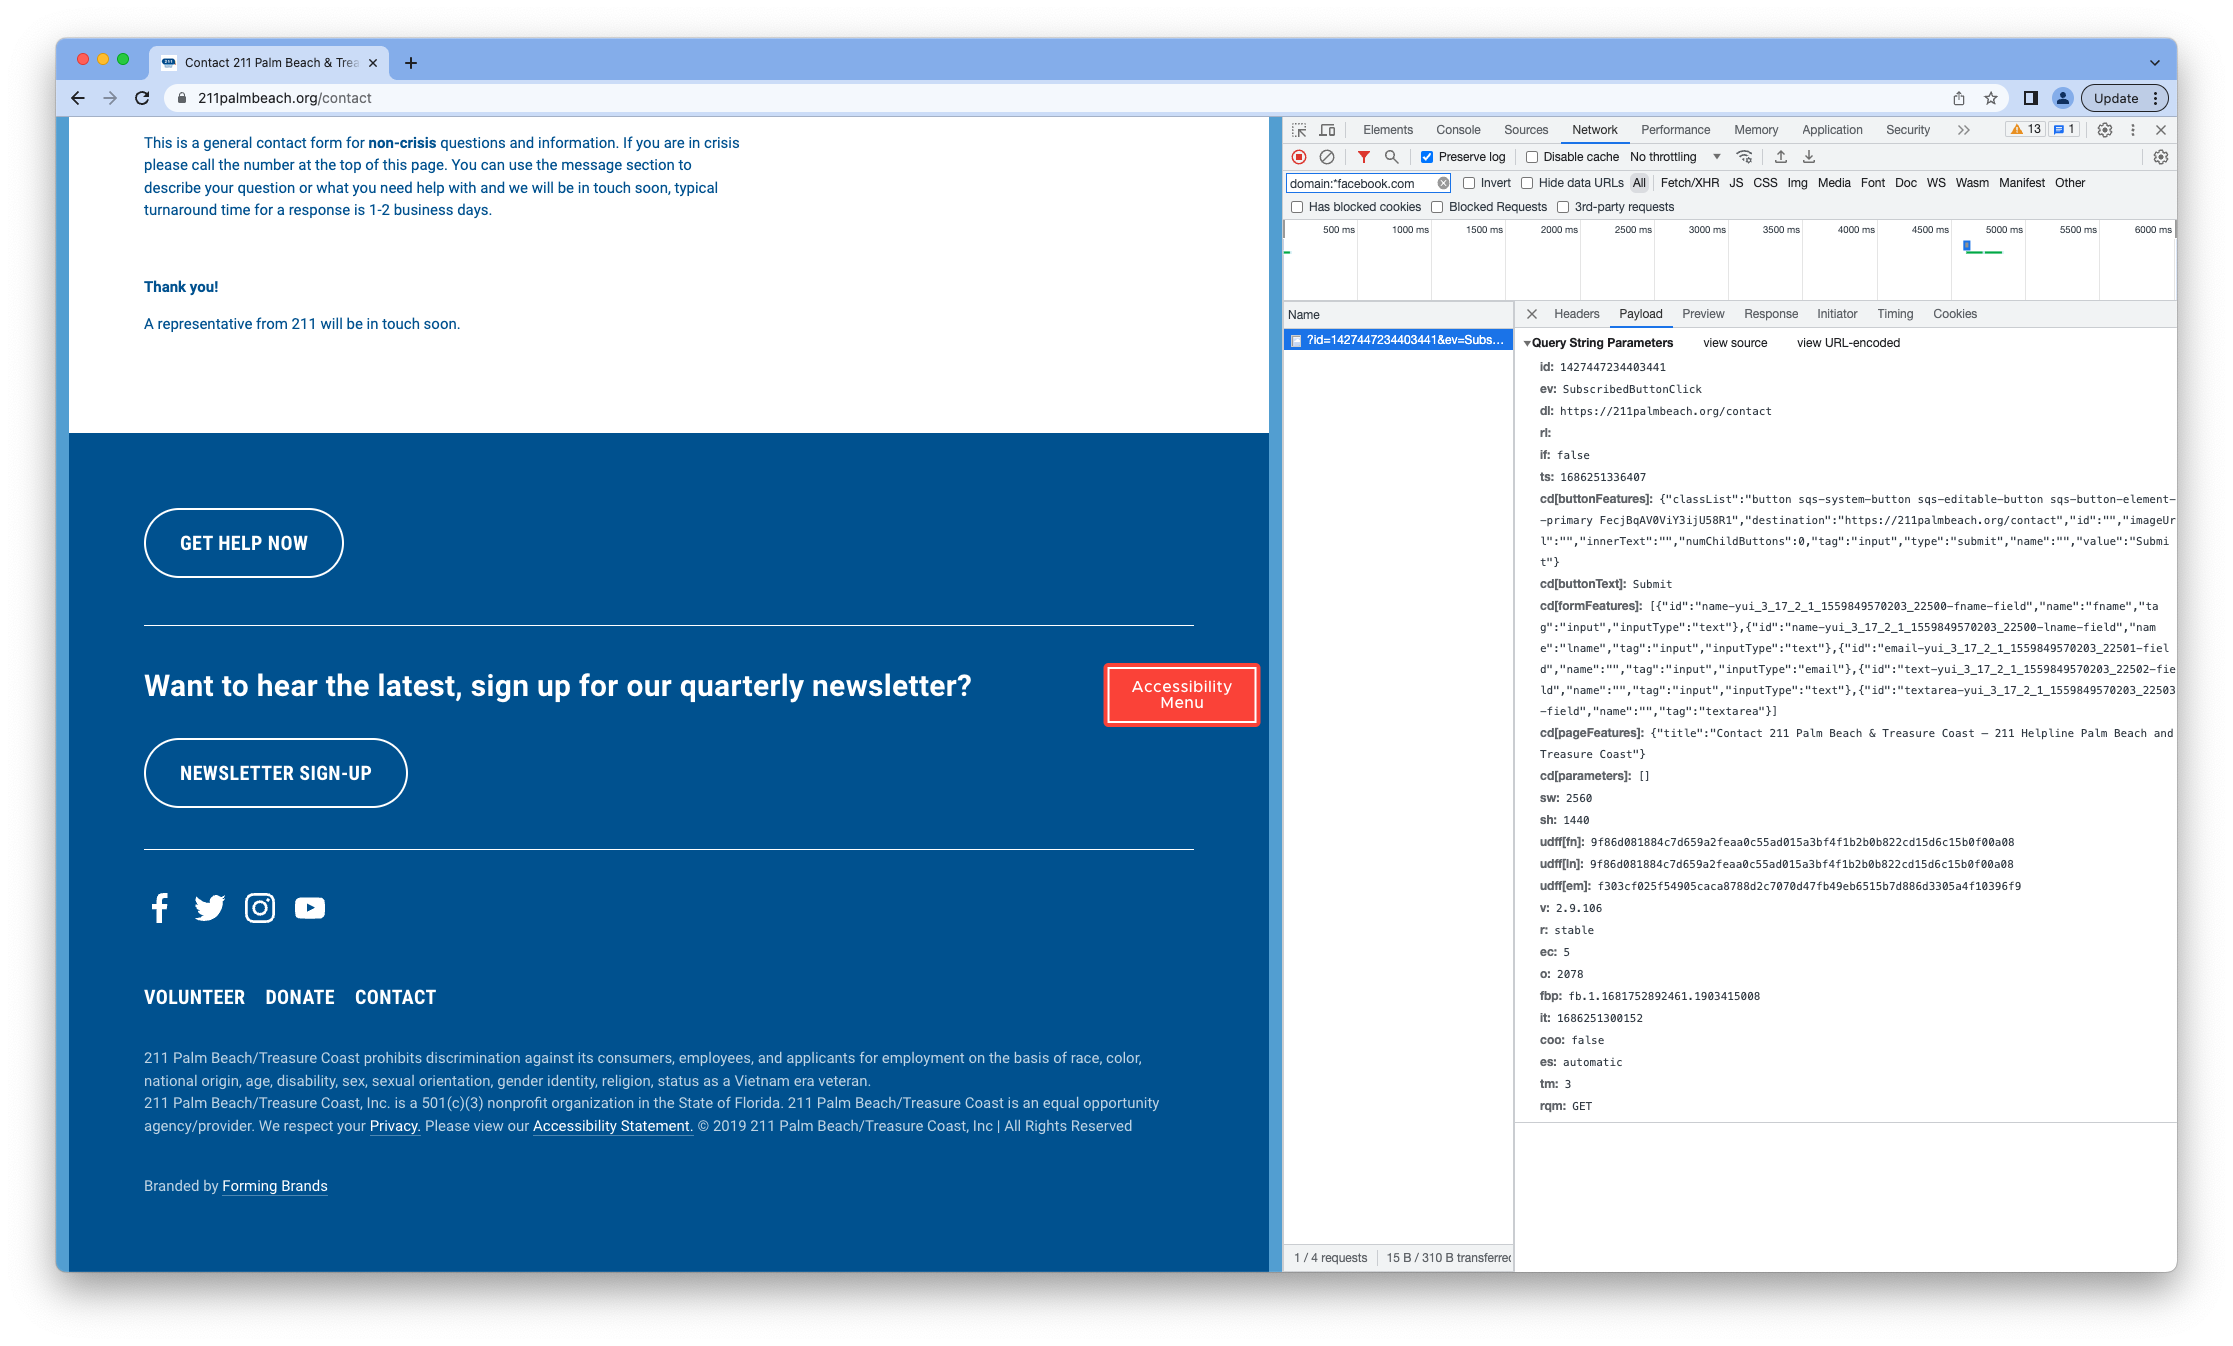 Contact 211 Palm Beach & Trea
211palmbeach.org/contact
Update
This is a general contact form for non-crisis questions and information. If you are in crisis
please call the number at the top of this page. You can use the message section to
describe your question or what you need help with and we will be in touch soon, typical
turnaround time for a response is 1-2 business days.
Thank you!
A representative from 211 will be in touch soon.
GET HELP NOW
Want to hear the latest, sign up for our quarterly newsletter?
Accessibility
Menu
NEWSLETTER SIGN-UP
VOLUNTEER DONATE CONTACT
211 Palm Beach/Treasure Coast prohibits discrimination against its consumers, employees, and applicants for employment on the basis of race, color,
national origin, age, disability, sex, sexual orientation, gender identity, religion, status as a Vietnam era veteran.
211 Palm Beach/Treasure Coast, Inc. is a 501(c)(3) nonprofit organization in the State of Florida. 211 Palm Beach/Treasure Coast is an equal opportunity
agency/provider. We respect your Privacy. Please view our Accessibility Statement. © 2019 211 Palm Beach/Treasure Coast, Inc | All Rights Reserved
Branded by Forming Brands
Elements Console Sources Network Performance Memory Application Security 13 1
Preserve log Disable cache No throttling
domain:*facebook.com Invert Hide data URLs All Fetch/XHR JS CSS Img Media Font Doc WS Wasm Manifest Other
Has blocked cookies Blocked Requests 3rd-party requests
500 ms 1000 ms 1500 ms 2000 ms 2500 ms 3000 ms 3500 ms 4000 ms 4500 ms 5000 ms 5500 ms 6000 ms
Name
?id=1427447234403441&ev=Subs...
1 / 4 requests 15 B / 310 B transferred
Headers Payload Preview Response Initiator Timing Cookies
Query String Parameters view source view URL-encoded
id: 1427447234403441
ev: SubscribedButtonClick
dl: https://211palmbeach.org/contact
rl:
if: false
ts: 1686251336407
cd[buttonFeatures]: {"classList":"button sqs-system-button sqs-editable-button sqs-button-element-
-primary FecjBqAV0ViY3ijU58R1","destination":"https://211palmbeach.org/contact","id":"","imageUr
l":"","innerText":"","numChildButtons":0,"tag":"input","type":"submit","name":"","value":"Submi
t"}
cd[buttonText]: Submit
cd[formFeatures]: [{"id":"name-yui_3_17_2_1_1559849570203_22500-fname-field","name":"fname","ta
g":"input","inputType":"text"},{"id":"name-yui_3_17_2_1_1559849570203_22500-lname-field","nam
e":"lname","tag":"input","inputType":"text"},{"id":"email-yui_3_17_2_1_1559849570203_22501-fiel
d","name":"","tag":"input","inputType":"email"},{"id":"text-yui_3_17_2_1_1559849570203_22502-fie
ld","name":"","tag":"input","inputType":"text"},{"id":"textarea-yui_3_17_2_1_1559849570203_22503
-field","name":"","tag":"textarea"}]
cd[pageFeatures]: {"title":"Contact 211 Palm Beach & Treasure Coast — 211 Helpline Palm Beach and
Treasure Coast"}
cd[parameters]: []
sw: 2560
sh: 1440
udff[fn]: 9f86d081884c7d659a2feaa0c55ad015a3bf4f1b2b0b822cd15d6c15b0f00a08
udff[ln]: 9f86d081884c7d659a2feaa0c55ad015a3bf4f1b2b0b822cd15d6c15b0f00a08
udff[em]: f303cf025f54905caca8788d2c7070d47fb49eb6515b7d886d3305a4f10396f9
v: 2.9.106
r: stable
ec: 5
o: 2078
fbp: fb.1.1681752892461.1903415008
it: 1686251300152
coo: false
es: automatic
tm: 3
rqm: GET